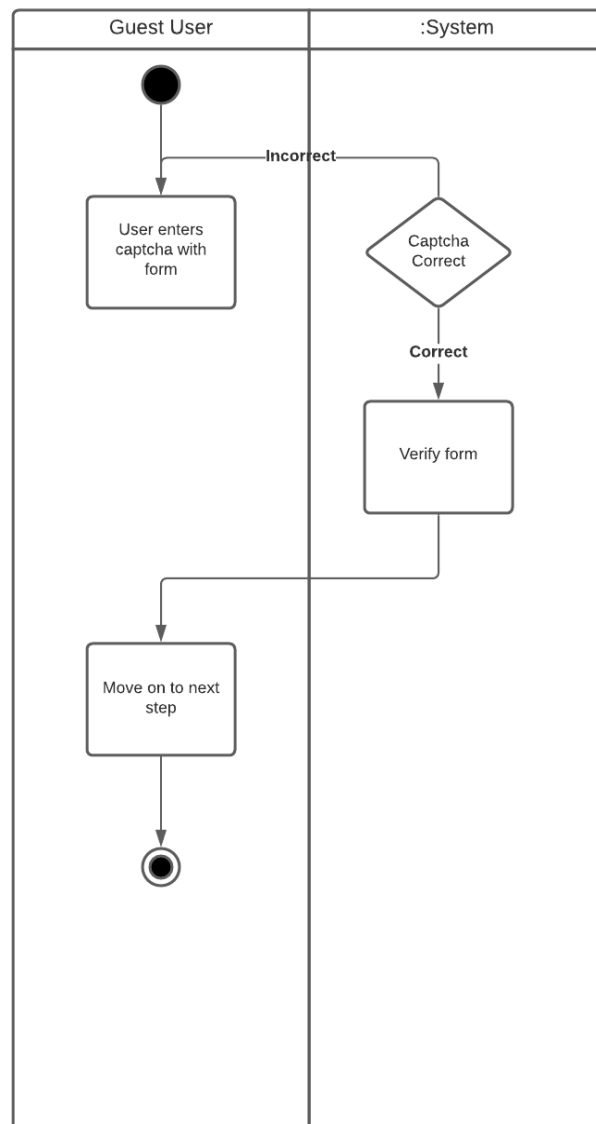 Guest User
:System
Incorrect
User enters
captcha with
form
Captcha
Correct
Correct
Verify form
Move on to next
step